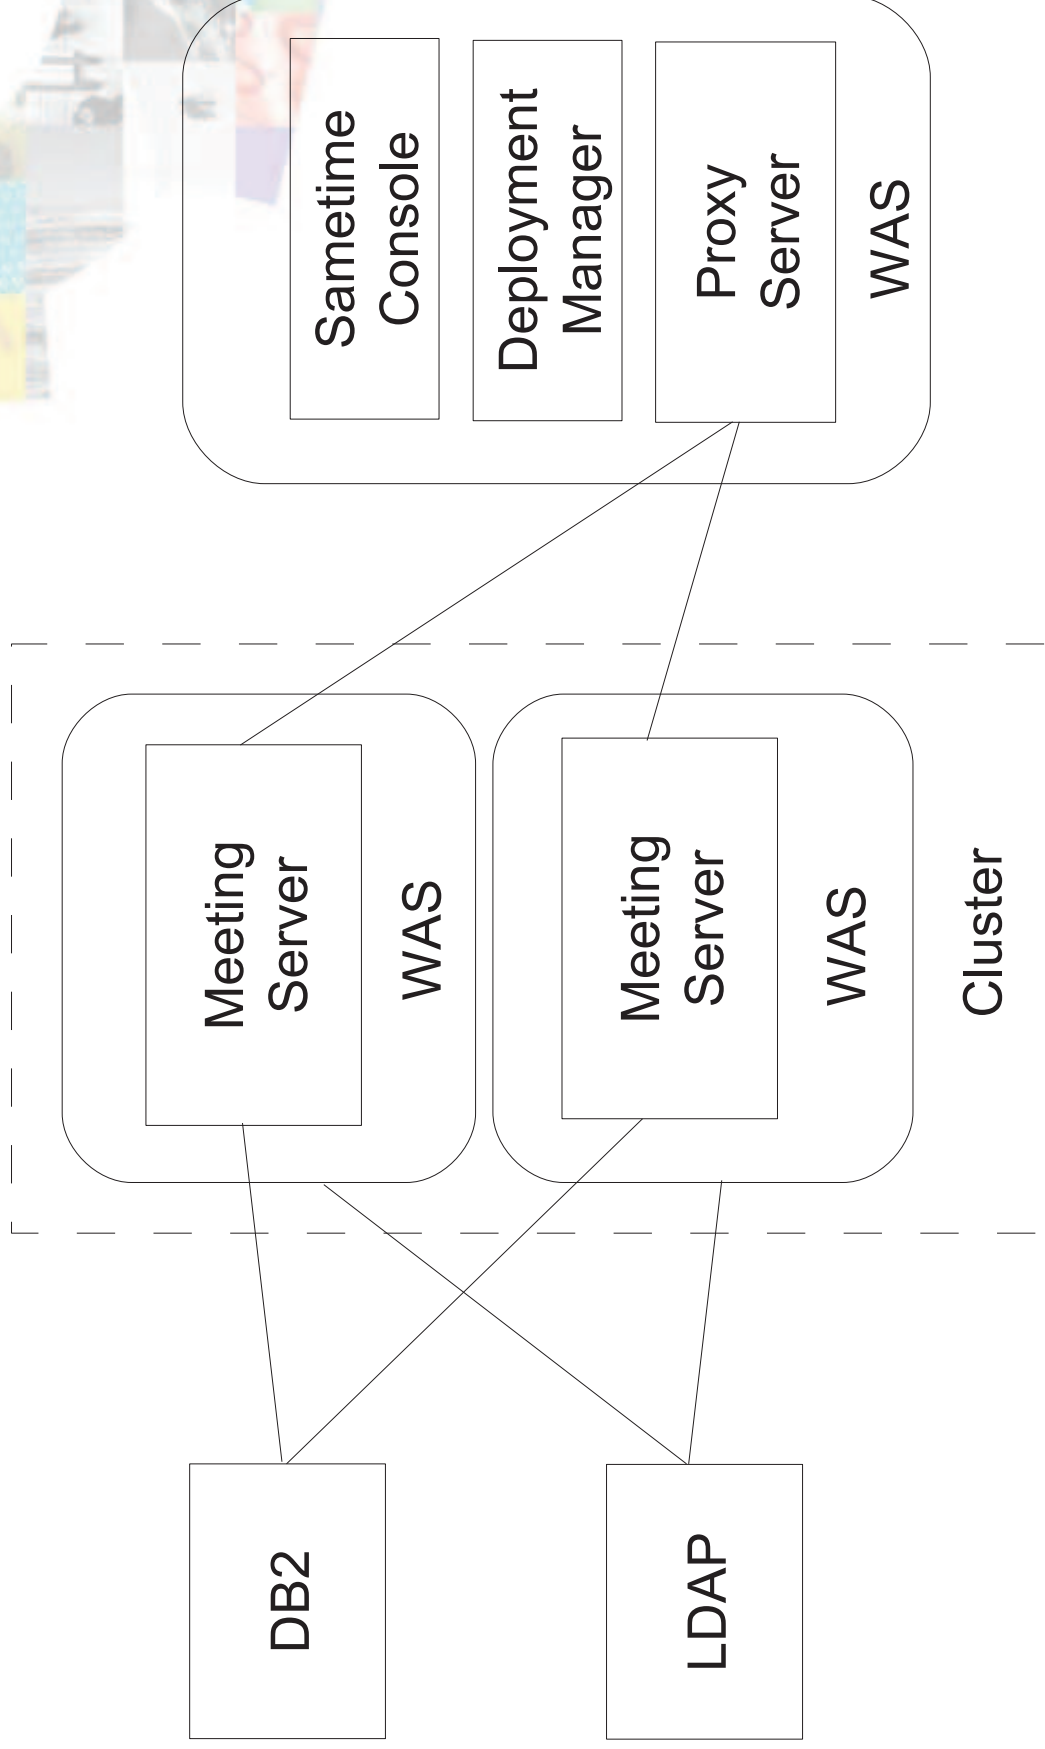 DB2
LDAP
Meeting
Server
WAS
Meeting
Server
WAS
Cluster
Sametime
Console
Deployment
Manager
Proxy
Server
WAS